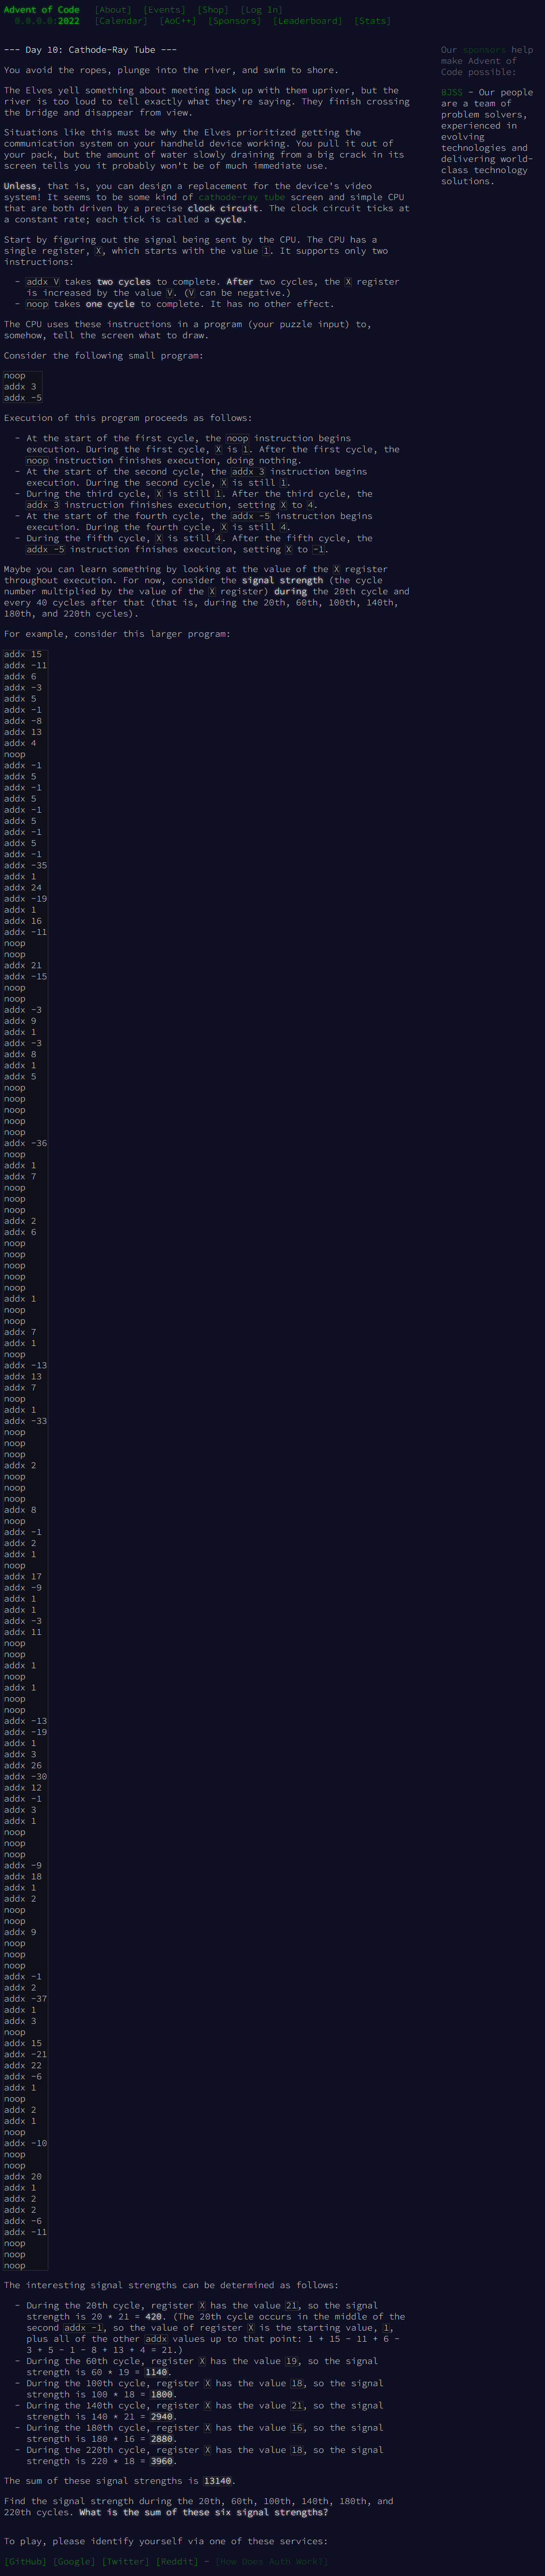 Advent of Code [About] [Events] [Shop] [Log In]
0.0.0.0:2022 [Calendar] [AoC++] [Sponsors] [Leaderboard] [Stats]
Our sponsors help
make Advent of
Code possible:
BJSS - Our people
are a team of
problem solvers,
experienced in
evolving
technologies and
delivering world-
class technology
solutions.
--- Day 10: Cathode-Ray Tube ---
You avoid the ropes, plunge into the river, and swim to shore.
The Elves yell something about meeting back up with them upriver, but the
river is too loud to tell exactly what they're saying. They finish crossing
the bridge and disappear from view.
Situations like this must be why the Elves prioritized getting the
communication system on your handheld device working. You pull it out of
your pack, but the amount of water slowly draining from a big crack in its
screen tells you it probably won't be of much immediate use.
Unless, that is, you can design a replacement for the device's video
system! It seems to be some kind of cathode-ray tube screen and simple CPU
that are both driven by a precise clock circuit. The clock circuit ticks at
a constant rate; each tick is called a cycle.
Start by figuring out the signal being sent by the CPU. The CPU has a
single register, X, which starts with the value 1. It supports only two
instructions:
- addx V takes two cycles to complete. After two cycles, the X register
is increased by the value V. (V can be negative.)
- noop takes one cycle to complete. It has no other effect.
The CPU uses these instructions in a program (your puzzle input) to,
somehow, tell the screen what to draw.
Consider the following small program:
noop
addx 3
addx -5
Execution of this program proceeds as follows:
- At the start of the first cycle, the noop instruction begins
execution. During the first cycle, X is 1. After the first cycle, the
noop instruction finishes execution, doing nothing.
- At the start of the second cycle, the addx 3 instruction begins
execution. During the second cycle, X is still 1.
- During the third cycle, X is still 1. After the third cycle, the
addx 3 instruction finishes execution, setting X to 4.
- At the start of the fourth cycle, the addx -5 instruction begins
execution. During the fourth cycle, X is still 4.
- During the fifth cycle, X is still 4. After the fifth cycle, the
addx -5 instruction finishes execution, setting X to -1.
Maybe you can learn something by looking at the value of the X register
throughout execution. For now, consider the signal strength (the cycle
number multiplied by the value of the X register) during the 20th cycle and
every 40 cycles after that (that is, during the 20th, 60th, 100th, 140th,
180th, and 220th cycles).
For example, consider this larger program:
addx 15
addx -11
addx 6
addx -3
addx 5
addx -1
addx -8
addx 13
addx 4
noop
addx -1
addx 5
addx -1
addx 5
addx -1
addx 5
addx -1
addx 5
addx -1
addx -35
addx 1
addx 24
addx -19
addx 1
addx 16
addx -11
noop
noop
addx 21
addx -15
noop
noop
addx -3
addx 9
addx 1
addx -3
addx 8
addx 1
addx 5
noop
noop
noop
noop
noop
addx -36
noop
addx 1
addx 7
noop
noop
noop
addx 2
addx 6
noop
noop
noop
noop
noop
addx 1
noop
noop
addx 7
addx 1
noop
addx -13
addx 13
addx 7
noop
addx 1
addx -33
noop
noop
noop
addx 2
noop
noop
noop
addx 8
noop
addx -1
addx 2
addx 1
noop
addx 17
addx -9
addx 1
addx 1
addx -3
addx 11
noop
noop
addx 1
noop
addx 1
noop
noop
addx -13
addx -19
addx 1
addx 3
addx 26
addx -30
addx 12
addx -1
addx 3
addx 1
noop
noop
noop
addx -9
addx 18
addx 1
addx 2
noop
noop
addx 9
noop
noop
noop
addx -1
addx 2
addx -37
addx 1
addx 3
noop
addx 15
addx -21
addx 22
addx -6
addx 1
noop
addx 2
addx 1
noop
addx -10
noop
noop
addx 20
addx 1
addx 2
addx 2
addx -6
addx -11
noop
noop
noop
The interesting signal strengths can be determined as follows:
- During the 20th cycle, register X has the value 21, so the signal
strength is 20 * 21 = 420. (The 20th cycle occurs in the middle of the
second addx -1, so the value of register X is the starting value, 1,
plus all of the other addx values up to that point: 1 + 15 - 11 + 6 -
3 + 5 - 1 - 8 + 13 + 4 = 21.)
- During the 60th cycle, register X has the value 19, so the signal
strength is 60 * 19 = 1140.
- During the 100th cycle, register X has the value 18, so the signal
strength is 100 * 18 = 1800.
- During the 140th cycle, register X has the value 21, so the signal
strength is 140 * 21 = 2940.
- During the 180th cycle, register X has the value 16, so the signal
strength is 180 * 16 = 2880.
- During the 220th cycle, register X has the value 18, so the signal
strength is 220 * 18 = 3960.
The sum of these signal strengths is 13140.
Find the signal strength during the 20th, 60th, 100th, 140th, 180th, and
220th cycles. What is the sum of these six signal strengths?
To play, please identify yourself via one of these services:
[GitHub] [Google] [Twitter] [Reddit] - [How Does Auth Work?]